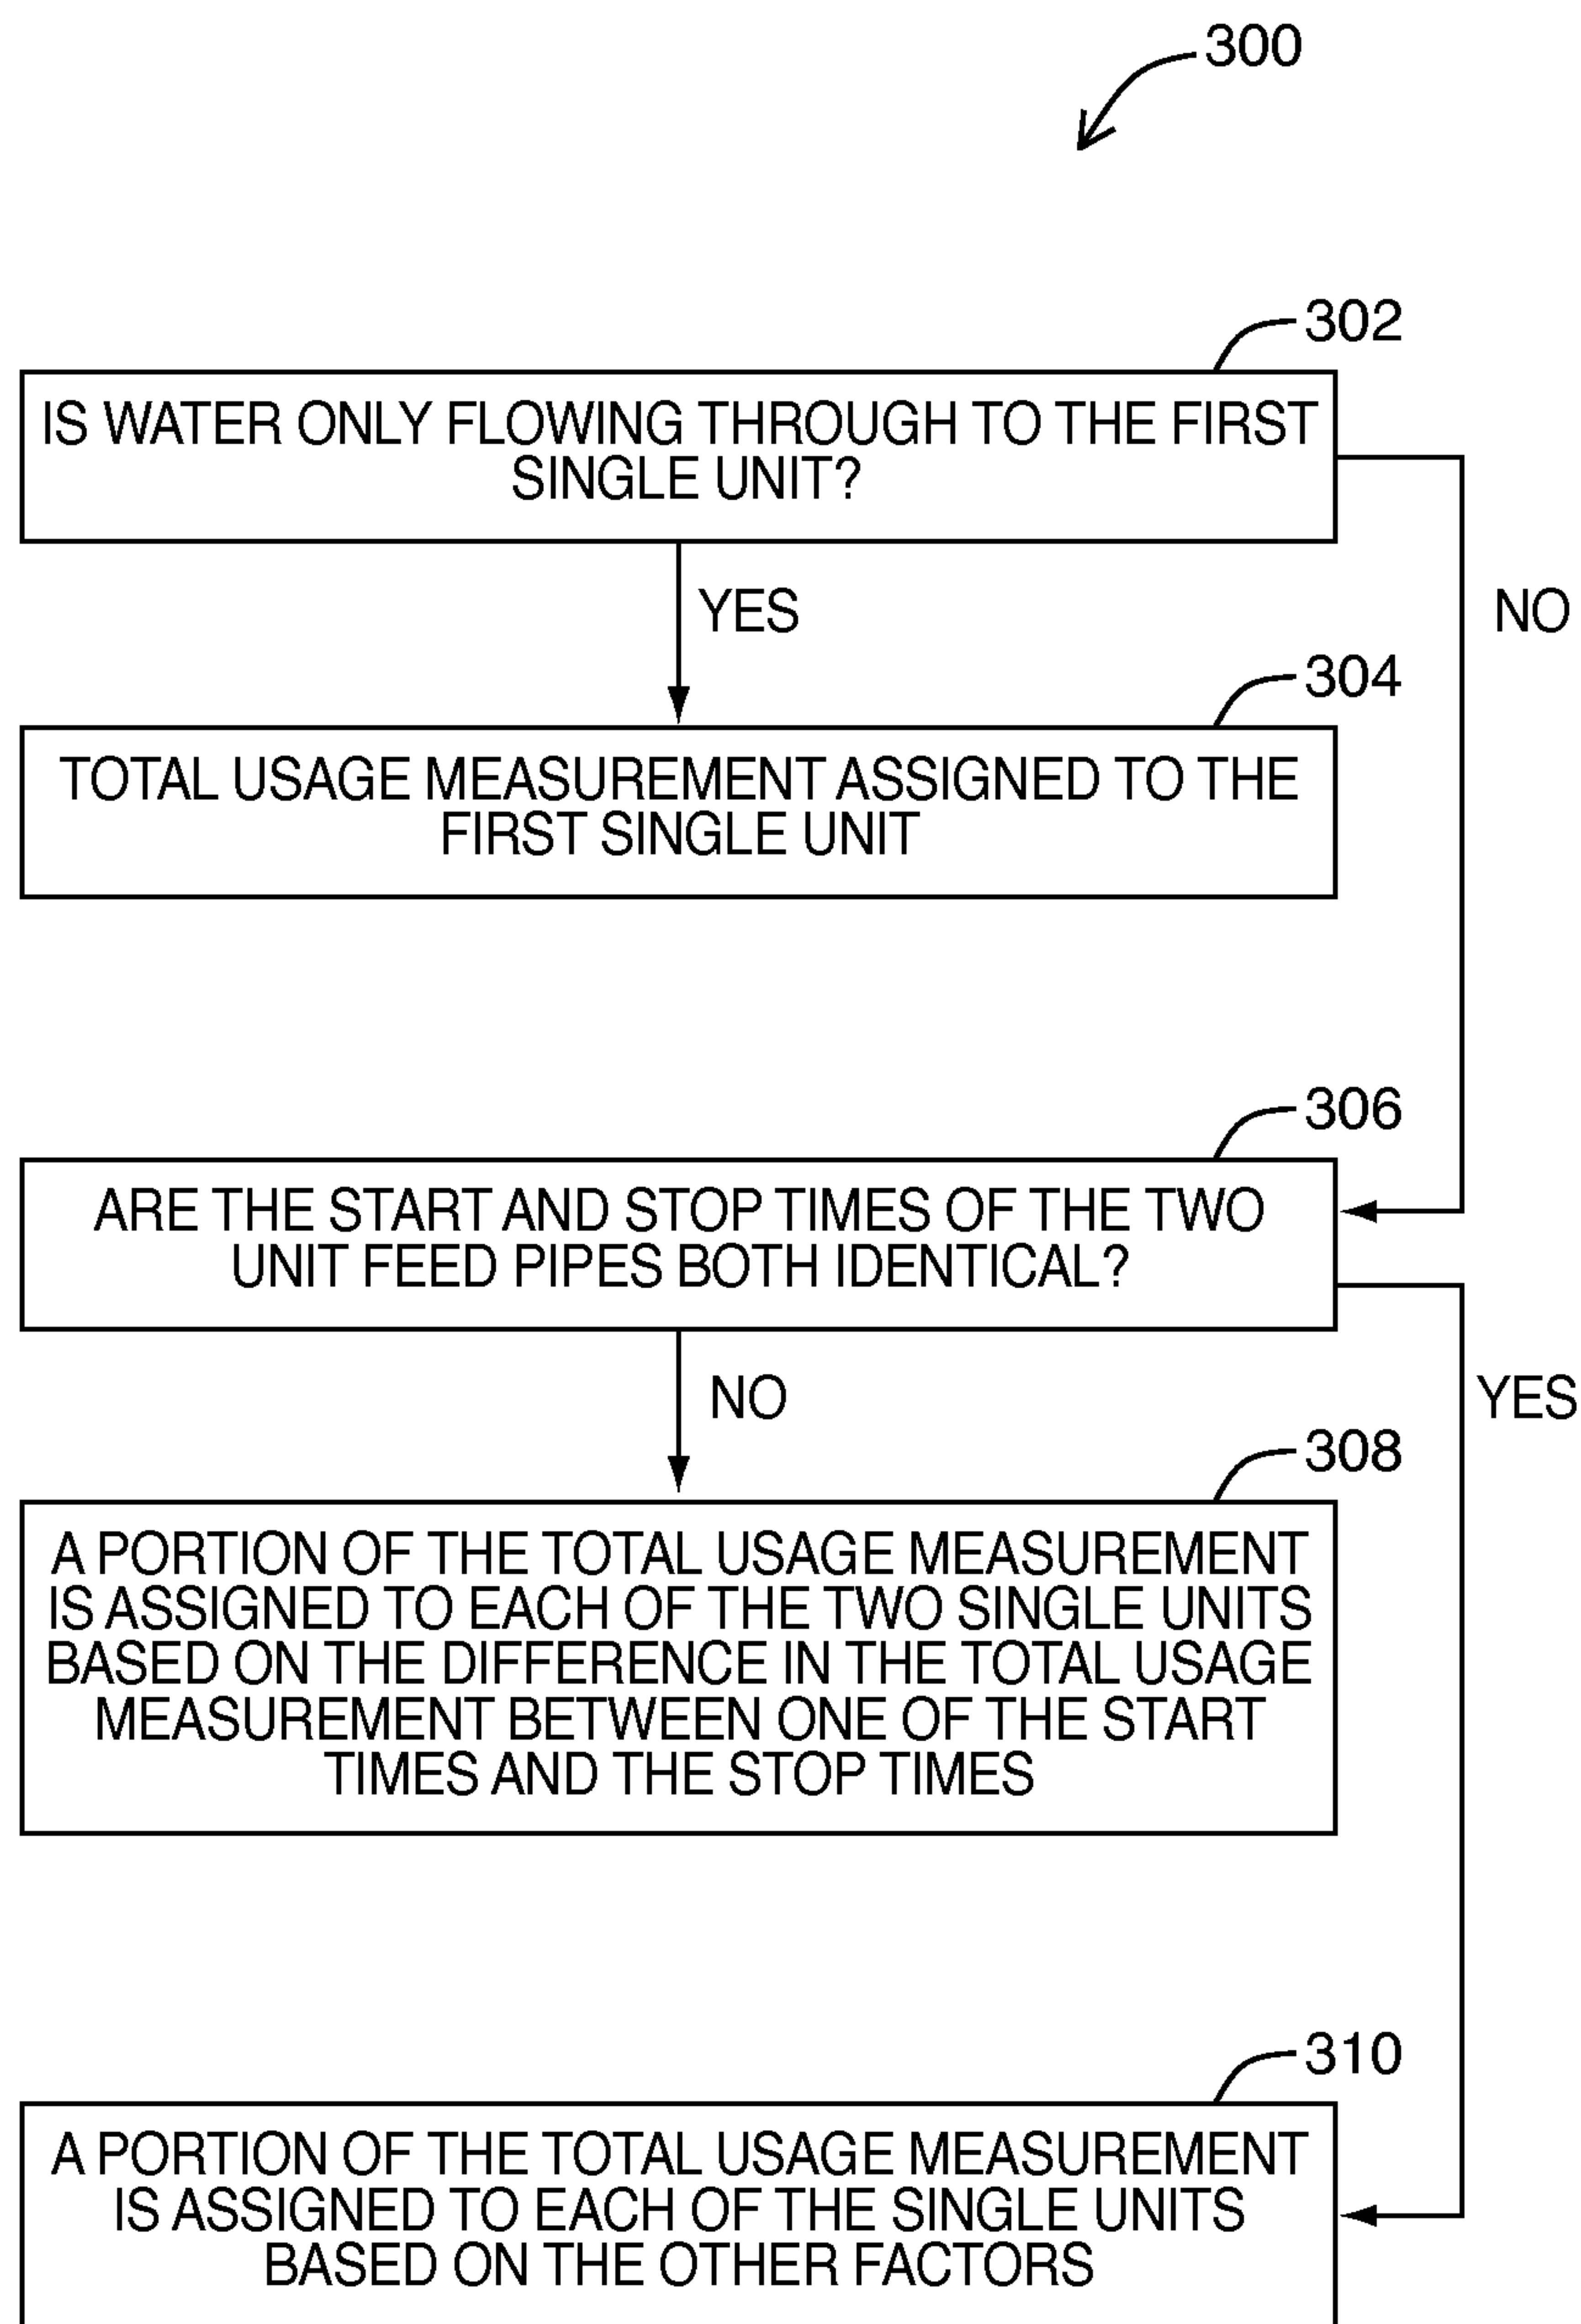 300
302
IS WATER ONLY FLOWING THROUGH TO THE FIRST
SINGLE UNIT?
YES
NO
304
TOTAL USAGE MEASUREMENT ASSIGNED TO THE
FIRST SINGLE UNIT
306
ARE THE START AND STOP TIMES OF THE TWO
UNIT FEED PIPES BOTH IDENTICAL?
NO
YES
308
A PORTION OF THE TOTAL USAGE MEASUREMENT
IS ASSIGNED TO EACH OF THE TWO SINGLE UNITS
BASED ON THE DIFFERENCE IN THE TOTAL USAGE
MEASUREMENT BETWEEN ONE OF THE START
TIMES AND THE STOP TIMES
310
A PORTION OF THE TOTAL USAGE MEASUREMENT
IS ASSIGNED TO EACH OF THE SINGLE UNITS
BASED ON THE OTHER FACTORS